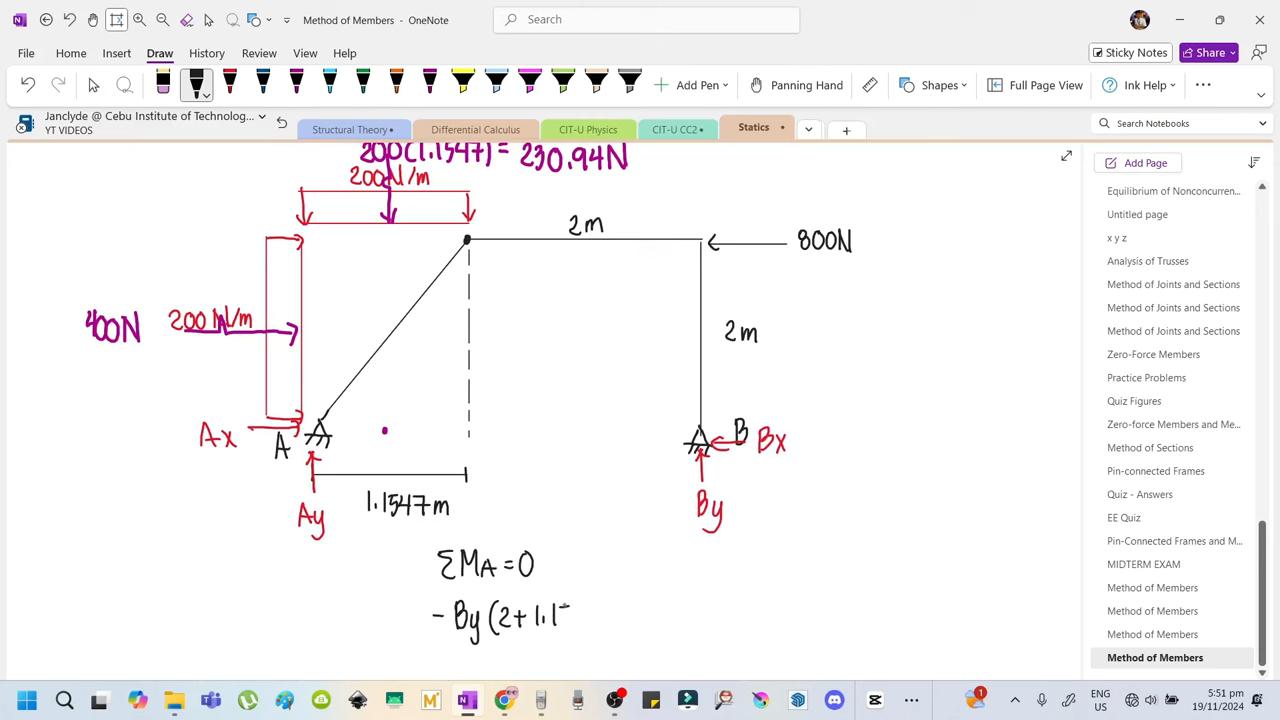 Method of Members - OneNote
Search
File Home Insert Draw History Review View Help
Sticky Notes Share
Add Pen Panning Hand Shapes Full Page View Ink Help
Janclyde @ Cebu Institute of Technolog...
YT VIDEOS
Structural Theory Differential Calculus CIT-U Physics CIT-U CC2 Statics
Search Notebooks
Add Page
Equilibrium of Nonconcurren...
Untitled page
x y z
Analysis of Trusses
Method of Joints and Sections
Method of Joints and Sections
Method of Joints and Sections
Zero-Force Members
Practice Problems
Quiz Figures
Zero-force Members and Me...
Method of Sections
Pin-connected Frames
Quiz - Answers
EE Quiz
Pin-Connected Frames and M...
MIDTERM EXAM
Method of Members
Method of Members
Method of Members
Method of Members
200(1.1547) = 230.94N
200N/m
2m
800N
400N
200 N/m
2m
Ax
A
B
Bx
Ay
1.1547m
By
ΣMA=0
- By (2+1.1
ENG
PH
5:51 pm
19/11/2024
1